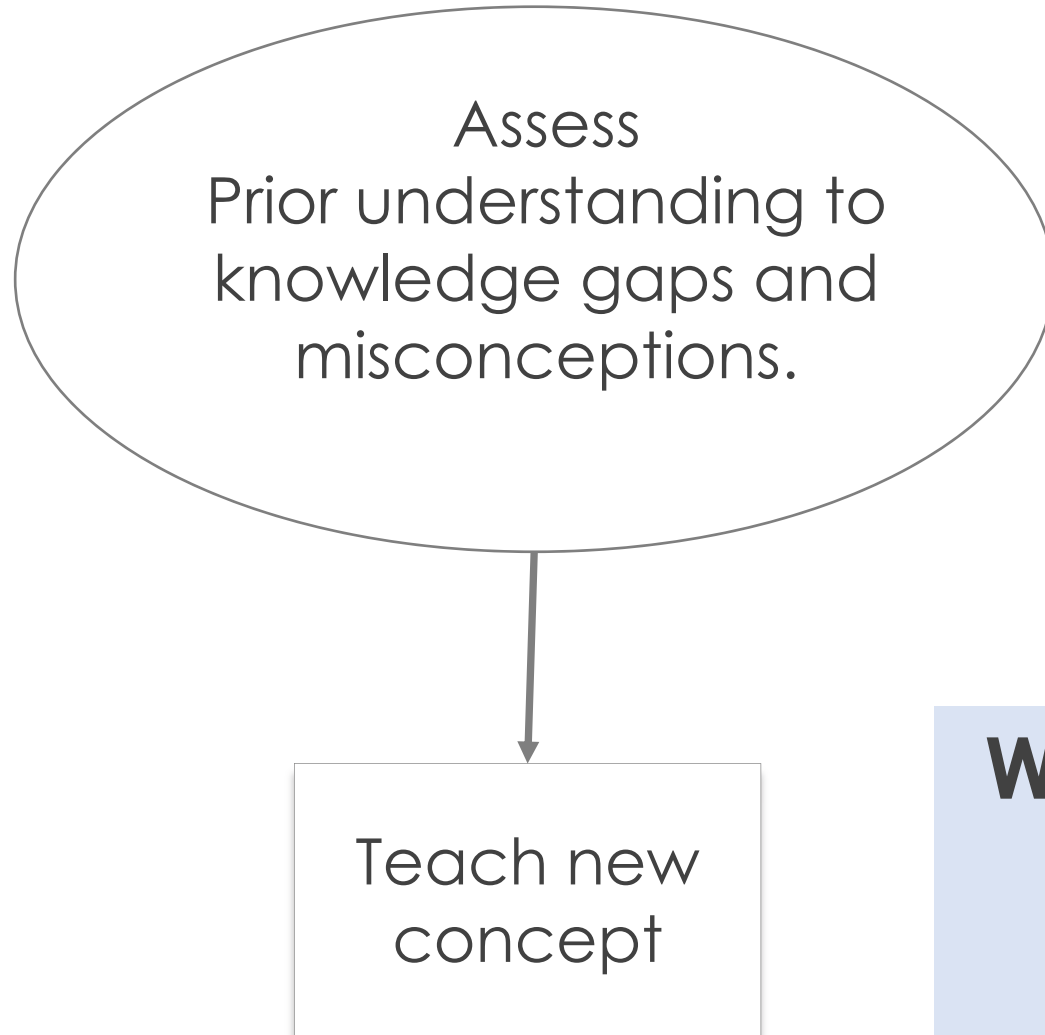 Assess
Prior understanding to
knowledge gaps and
misconceptions.
Teach new
concept
W